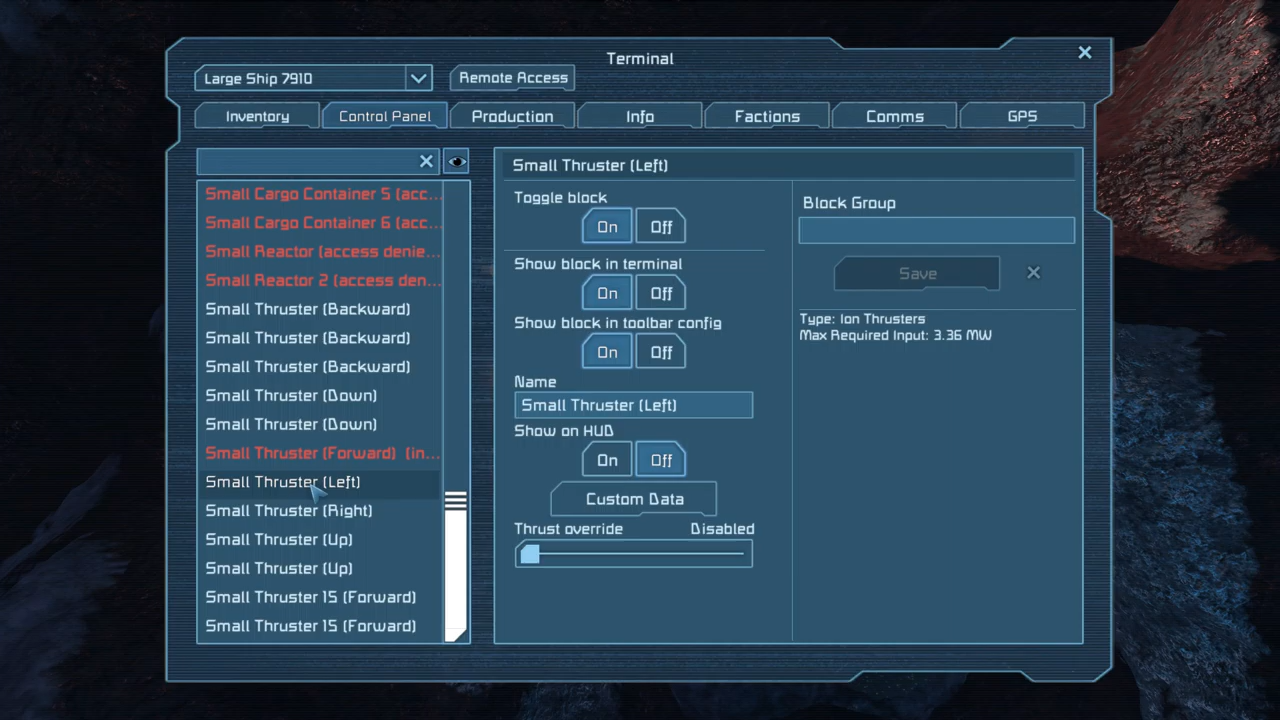 Terminal
Large Ship 7910
Remote Access
Inventory
Control Panel
Production
Info
Factions
Comms
GPS
Small Cargo Container 5 (acc...
Small Cargo Container 6 (acc...
Small Reactor (access denie...
Small Reactor 2 (access den...
Small Thruster (Backward)
Small Thruster (Backward)
Small Thruster (Backward)
Small Thruster (Down)
Small Thruster (Down)
Small Thruster (Forward) (in...
Small Thruster (Left)
Small Thruster (Right)
Small Thruster (Up)
Small Thruster (Up)
Small Thruster 15 (Forward)
Small Thruster 15 (Forward)
Small Thruster (Left)
Toggle block
On Off
Show block in terminal
On Off
Show block in toolbar config
On Off
Name
Small Thruster (Left)
Show on HUD
On Off
Custom Data
Thrust override Disabled
Block Group
Save
Type: Ion Thrusters
Max Required Input: 3.36 MW